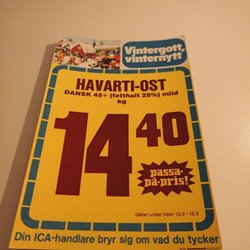 Vintergott,
vinternytt
HAVARTI-OST
DANSK 45+ (fetthalt 28%) mild
kg
14 40
passa-
på-pris!
Gäller under tiden 13.3 - 15.3
Din ICA-handlare bryr sig om vad du tycker